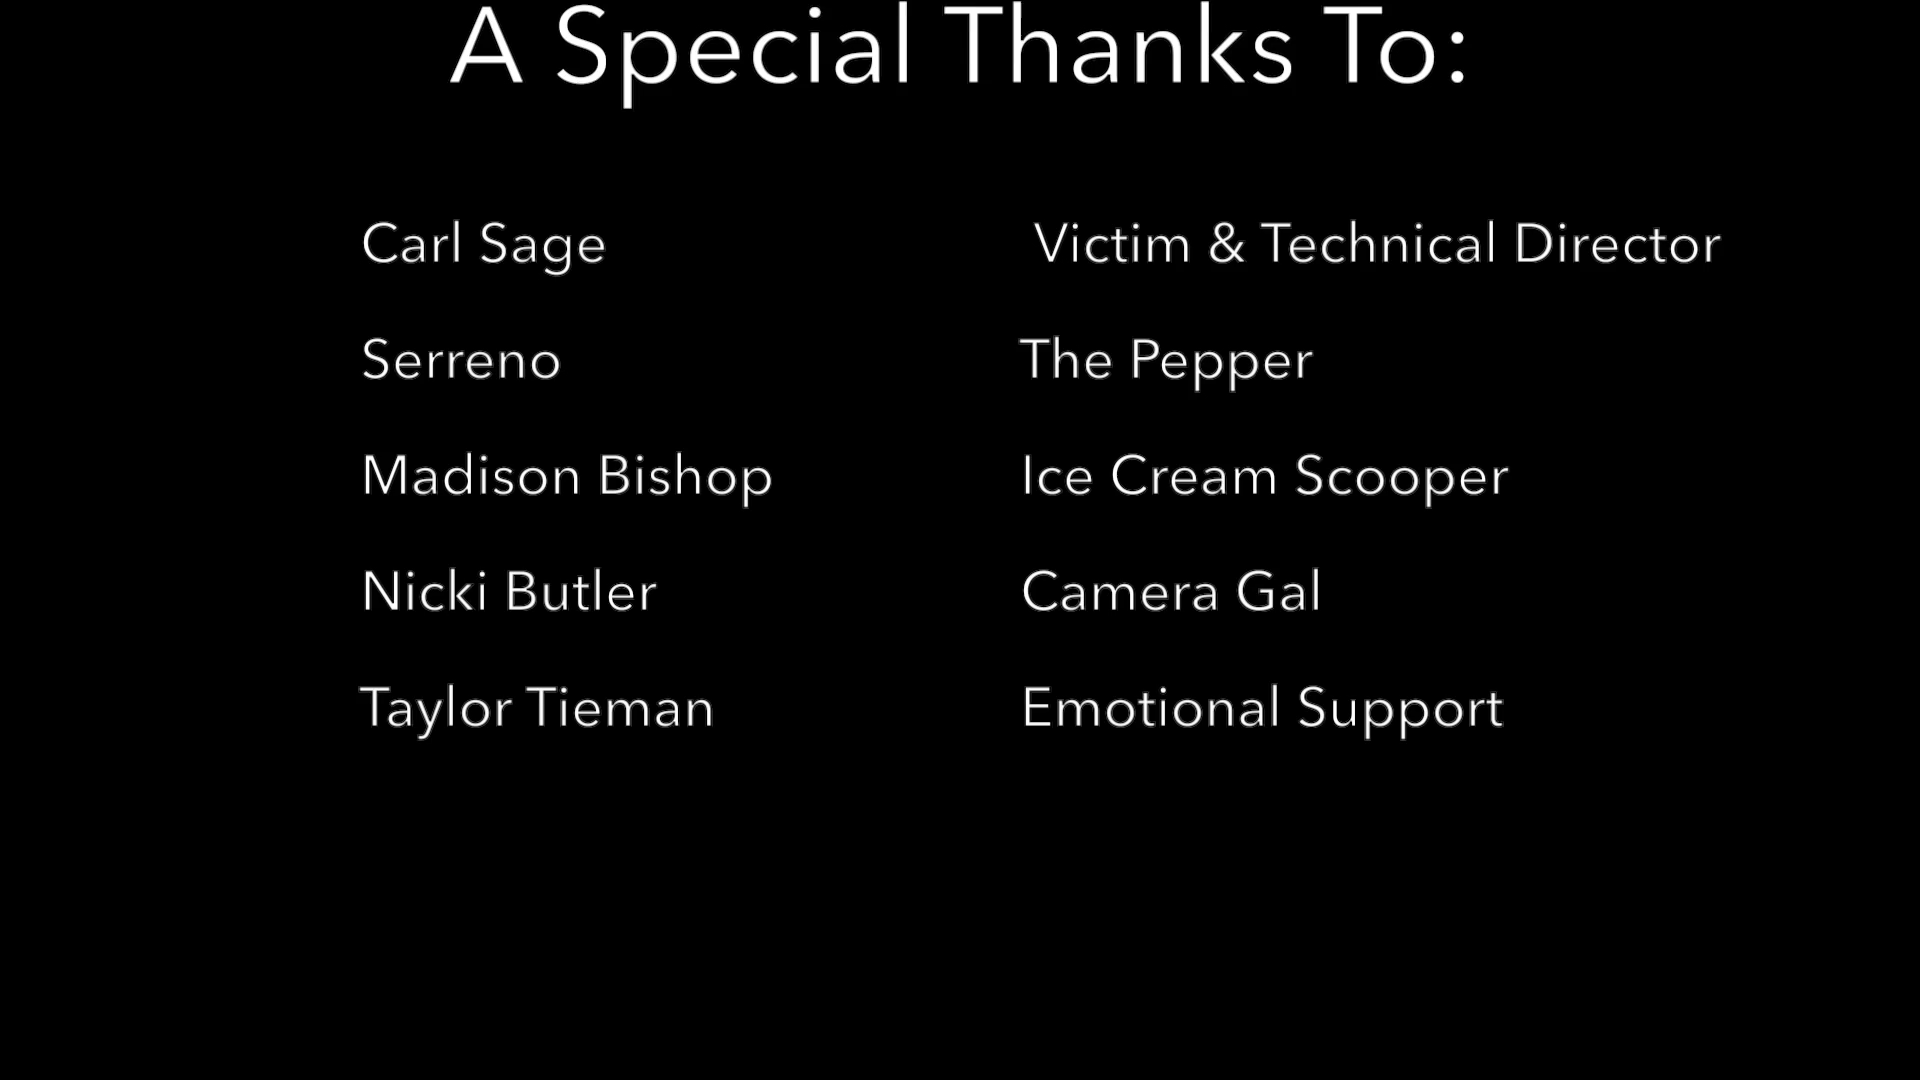 A Special Thanks To:
Carl Sage Victim & Technical Director
Serreno The Pepper
Madison Bishop Ice Cream Scooper
Nicki Butler Camera Gal
Taylor Tieman Emotional Support